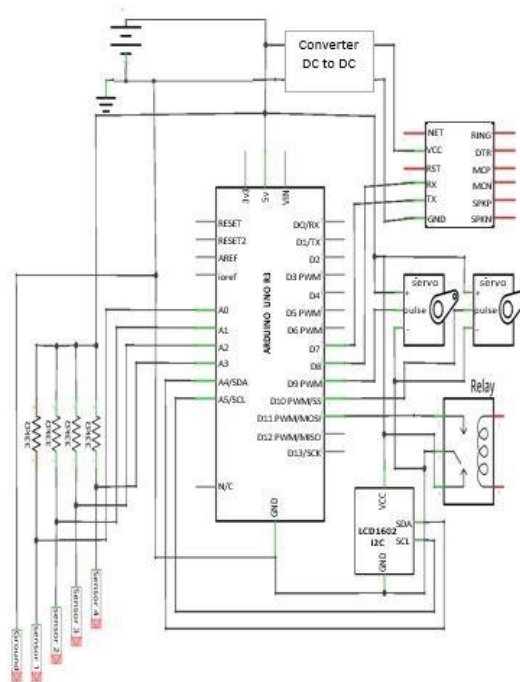 Converter
DC to DC
NET
RING
VCC
DTR
RST
MCP
RX
MCN
TX
SPKP
GND
SPKN
3v3
5v
VIN
RESET
RESET2
AREF
ioref
A0
A1
A2
A3
A4/SDA
A5/SCL
N/C
GND
ARDUINO UNO R3
D0/RX
D1/TX
D2
D3 PWM
D4
D5 PWM
D6 PWM
D7
D8
D9 PWM
D10 PWM/SS
D11 PWM/MOSI
D12 PWM/MISO
D13/SCK
servo
+
pulse
-
servo
Relay
VCC
SDA
SCL
LCD1602
I2C
GND
Ground
sensor 1
sensor 2
Sensor 3
Sensor 4